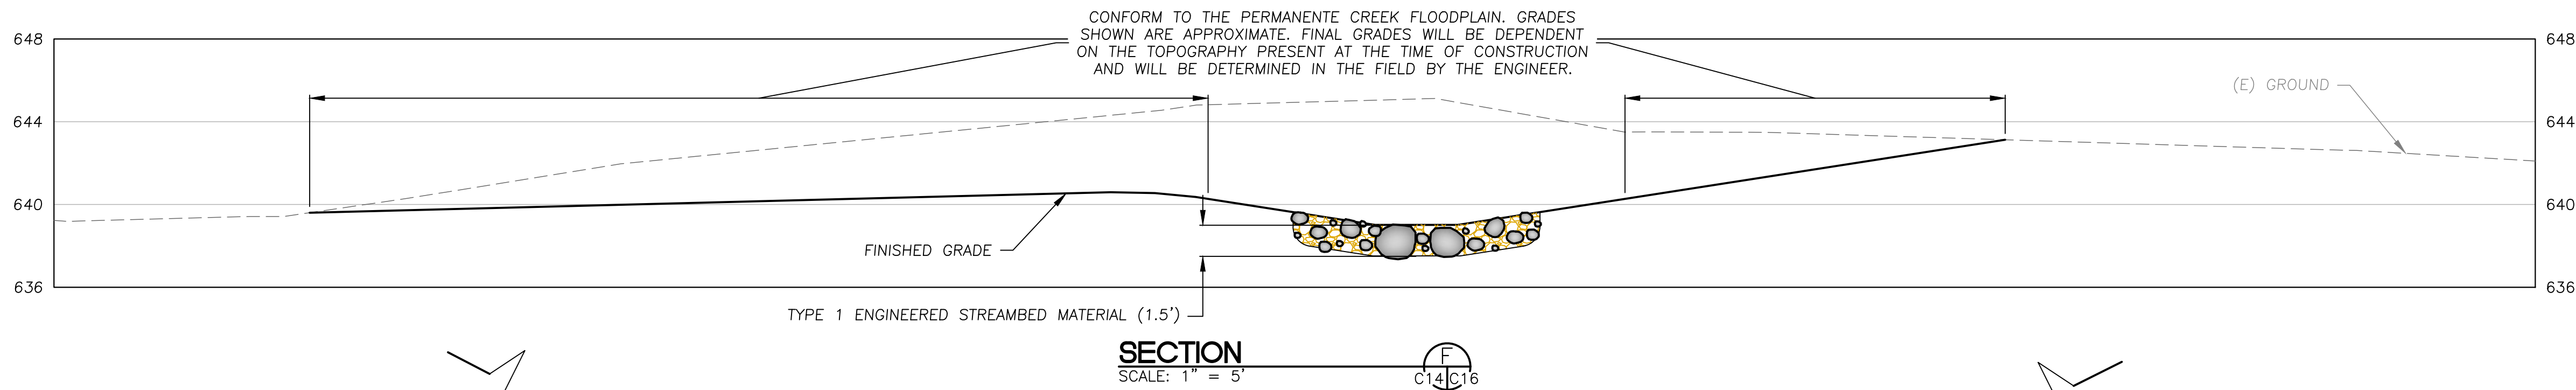 CONFORM TO THE PERMANENTE CREEK FLOODPLAIN. GRADES
SHOWN ARE APPROXIMATE. FINAL GRADES WILL BE DEPENDENT
ON THE TOPOGRAPHY PRESENT AT THE TIME OF CONSTRUCTION
AND WILL BE DETERMINED IN THE FIELD BY THE ENGINEER.
648
648
(E) GROUND
644
644
640
640
FINISHED GRADE
636
636
TYPE 1 ENGINEERED STREAMBED MATERIAL (1.5')
SECTION
F
SCALE: 1" = 5'
C14 C16